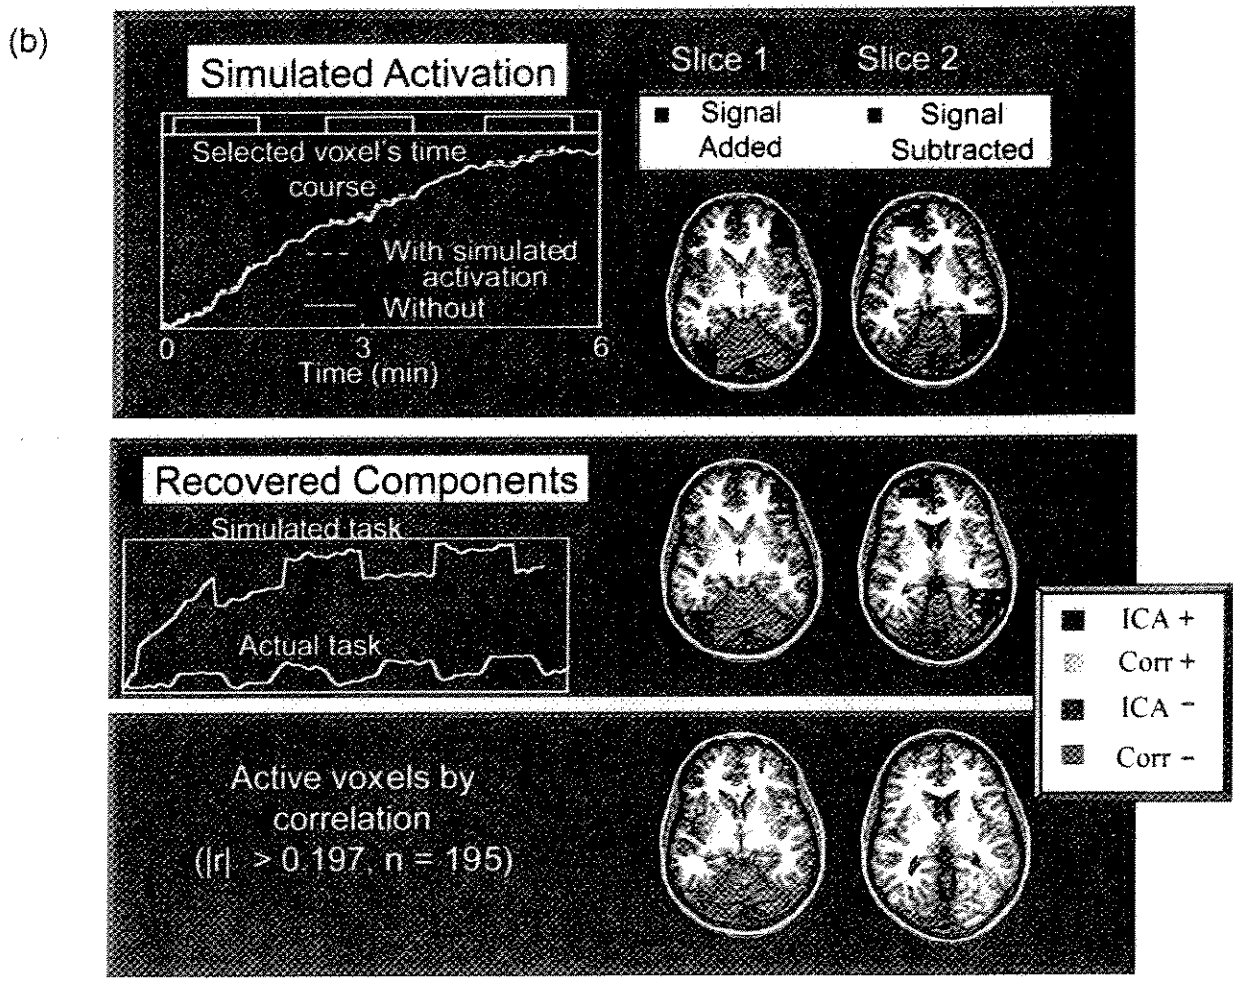 (b)
Simulated Activation
Slice 1
Slice 2
Signal
Added
Signal
Subtracted
Selected voxel's time
course
With simulated
activation
Without
0
3
6
Time (min)
Recovered Components
Simulated task
Actual task
ICA +
Corr +
ICA −
Corr −
Active voxels by
correlation
(|r| > 0.197, n = 195)